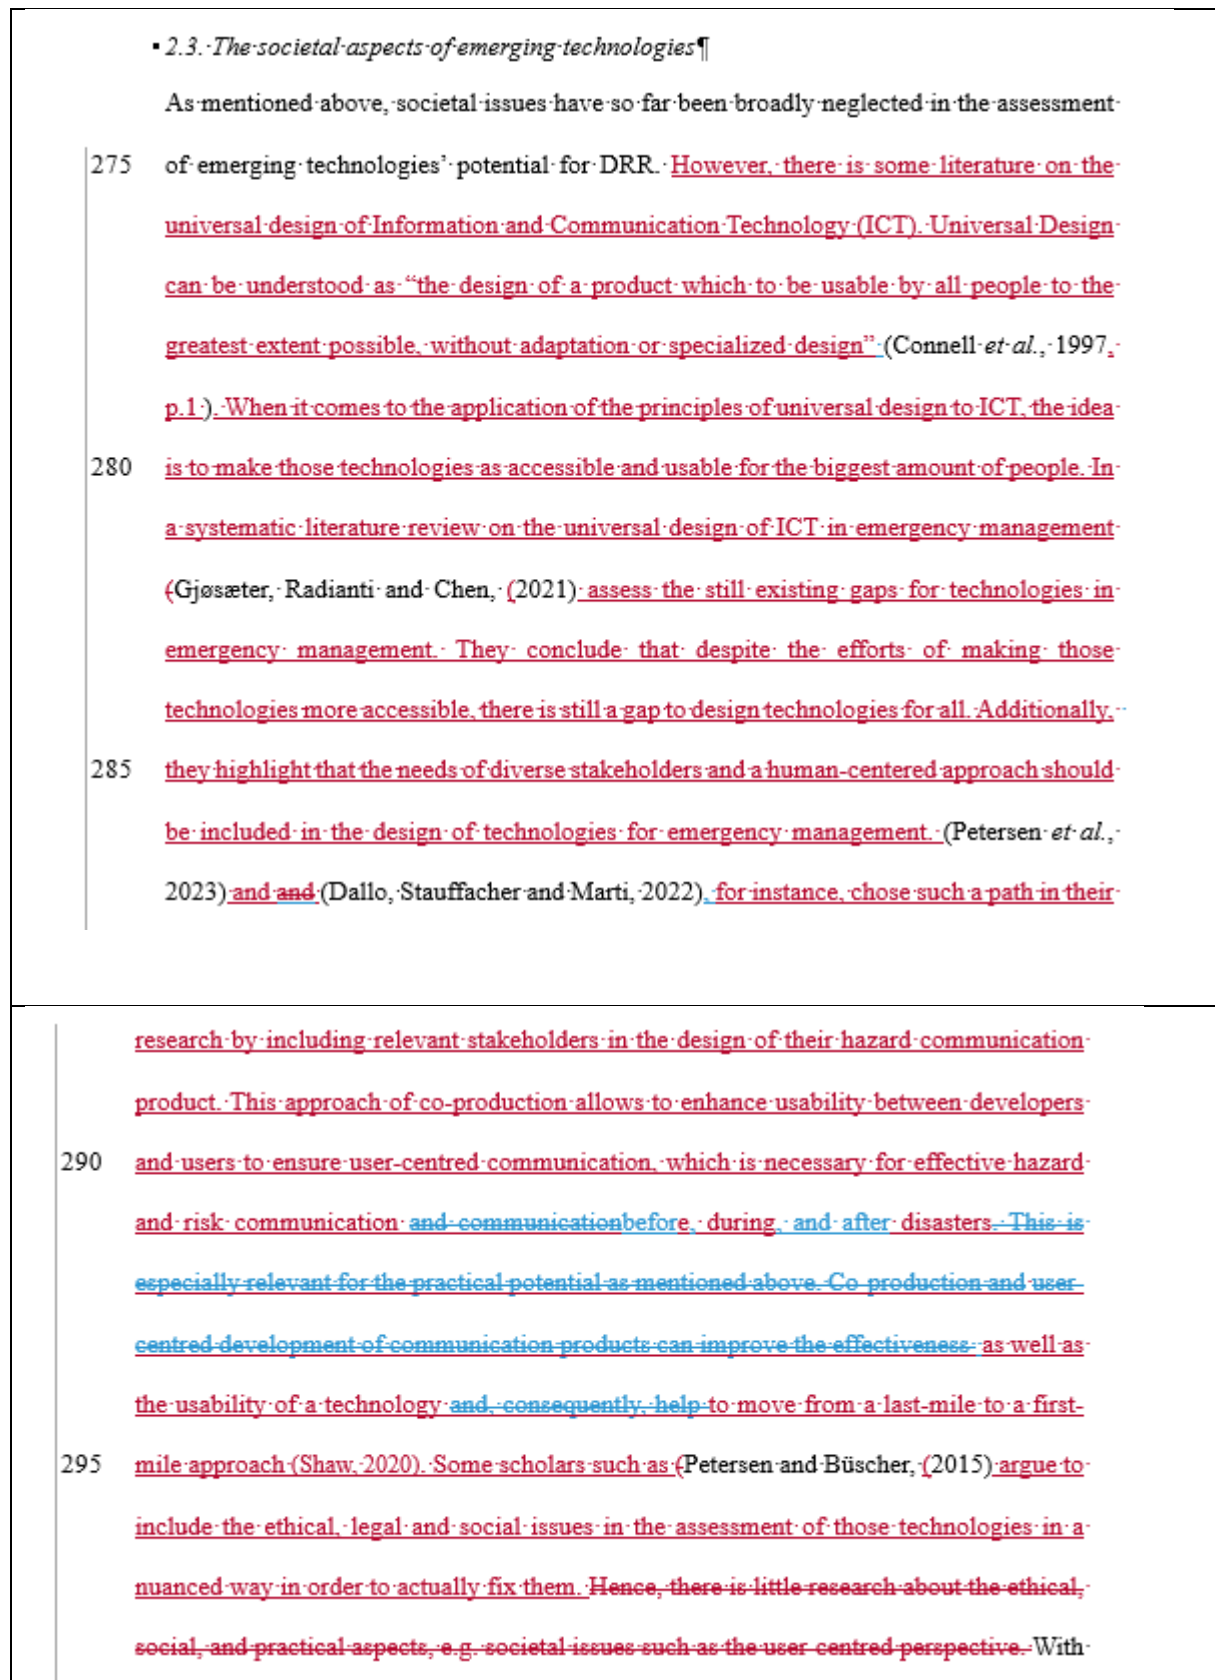 ▪ 2.3. The societal aspects of emerging technologies¶
As mentioned above, societal issues have so far been broadly neglected in the assessment
275 of emerging technologies’ potential for DRR. However, there is some literature on the
universal design of Information and Communication Technology (ICT). Universal Design
can be understood as “the design of a product which to be usable by all people to the
greatest extent possible, without adaptation or specialized design” (Connell et al., 1997,
p.1 ). When it comes to the application of the principles of universal design to ICT, the idea
280 is to make those technologies as accessible and usable for the biggest amount of people. In
a systematic literature review on the universal design of ICT in emergency management
(Gjøsæter, Radianti and Chen, (2021) assess the still existing gaps for technologies in
emergency management. They conclude that despite the efforts of making those
technologies more accessible, there is still a gap to design technologies for all. Additionally,
285 they highlight that the needs of diverse stakeholders and a human-centered approach should
be included in the design of technologies for emergency management. (Petersen et al.,
2023) and and (Dallo, Stauffacher and Marti, 2022), for instance, chose such a path in their
research by including relevant stakeholders in the design of their hazard communication
product. This approach of co-production allows to enhance usability between developers
290 and users to ensure user-centred communication, which is necessary for effective hazard
and risk communication and communicationbefore, during, and after disasters. This is
especially relevant for the practical potential as mentioned above. Co-production and user-
centred development of communication products can improve the effectiveness as well as
the usability of a technology and, consequently, help to move from a last-mile to a first-
295 mile approach (Shaw, 2020). Some scholars such as (Petersen and Büscher, (2015) argue to
include the ethical, legal and social issues in the assessment of those technologies in a
nuanced way in order to actually fix them. Hence, there is little research about the ethical,
social, and practical aspects, e.g. societal issues such as the user-centred perspective. With